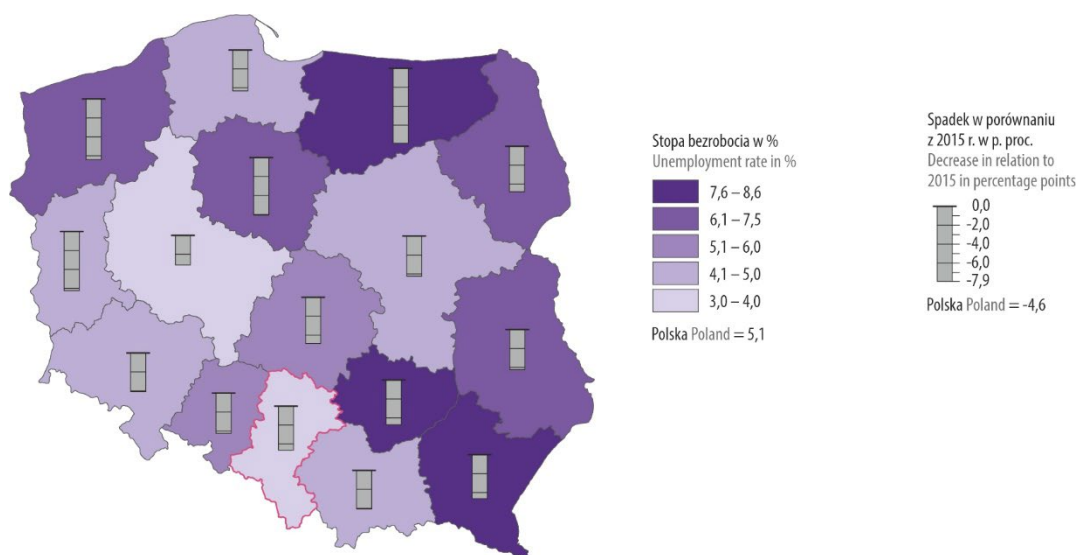 Stopa bezrobocia w %
Unemployment rate in %
7,6 – 8,6
6,1 – 7,5
5,1 – 6,0
4,1 – 5,0
3,0 – 4,0
Polska Poland = 5,1
Spadek w porównaniu
z 2015 r. w p. proc.
Decrease in relation to
2015 in percentage points
0,0
-2,0
-4,0
-6,0
-7,9
Polska Poland = -4,6